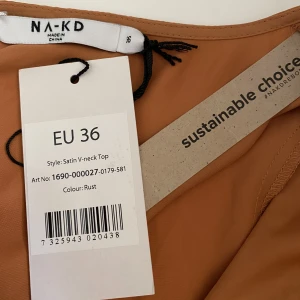 NA-KD
MADE IN
CHINA
36
EU 36
Style: Satin V-neck Top
Art No: 1690-000027-0179-581
Colour: Rust
7 325943 020438
sustainable choice